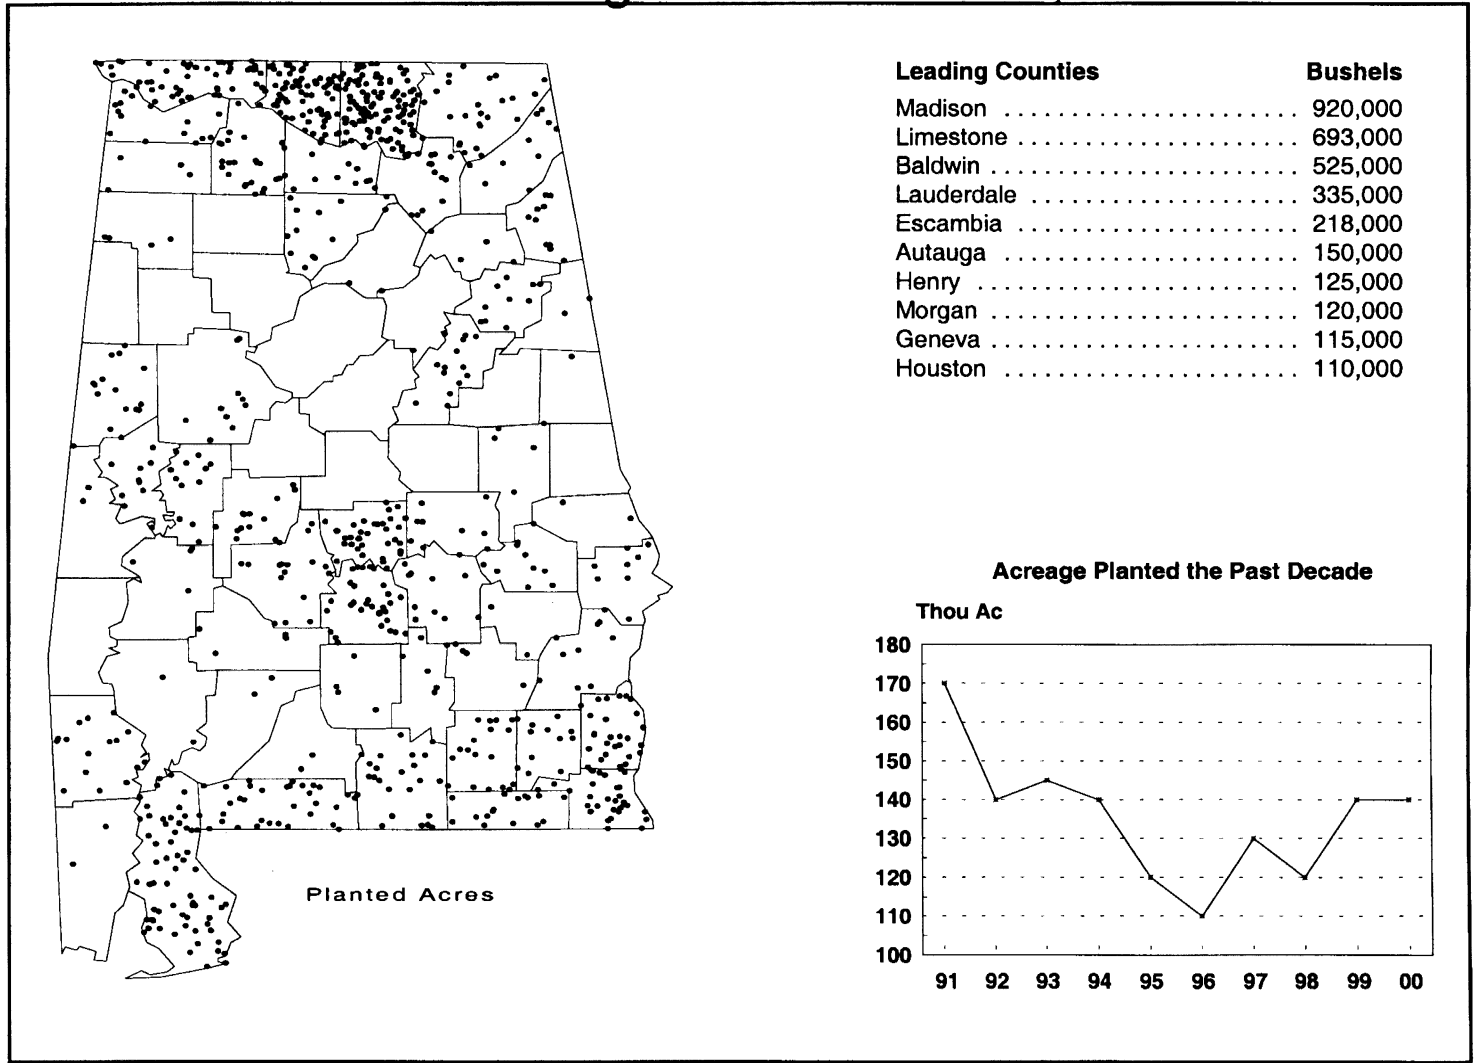 Leading Counties Bushels
Madison ...................... 920,000
Limestone ..................... 693,000
Baldwin ....................... 525,000
Lauderdale .................... 335,000
Escambia ..................... 218,000
Autauga ...................... 150,000
Henry ........................ 125,000
Morgan ....................... 120,000
Geneva ....................... 115,000
Houston ...................... 110,000
Acreage Planted the Past Decade
Thou Ac
180
170
160
150
140
130
120
110
100
91 92 93 94 95 96 97 98 99 00
Planted Acres